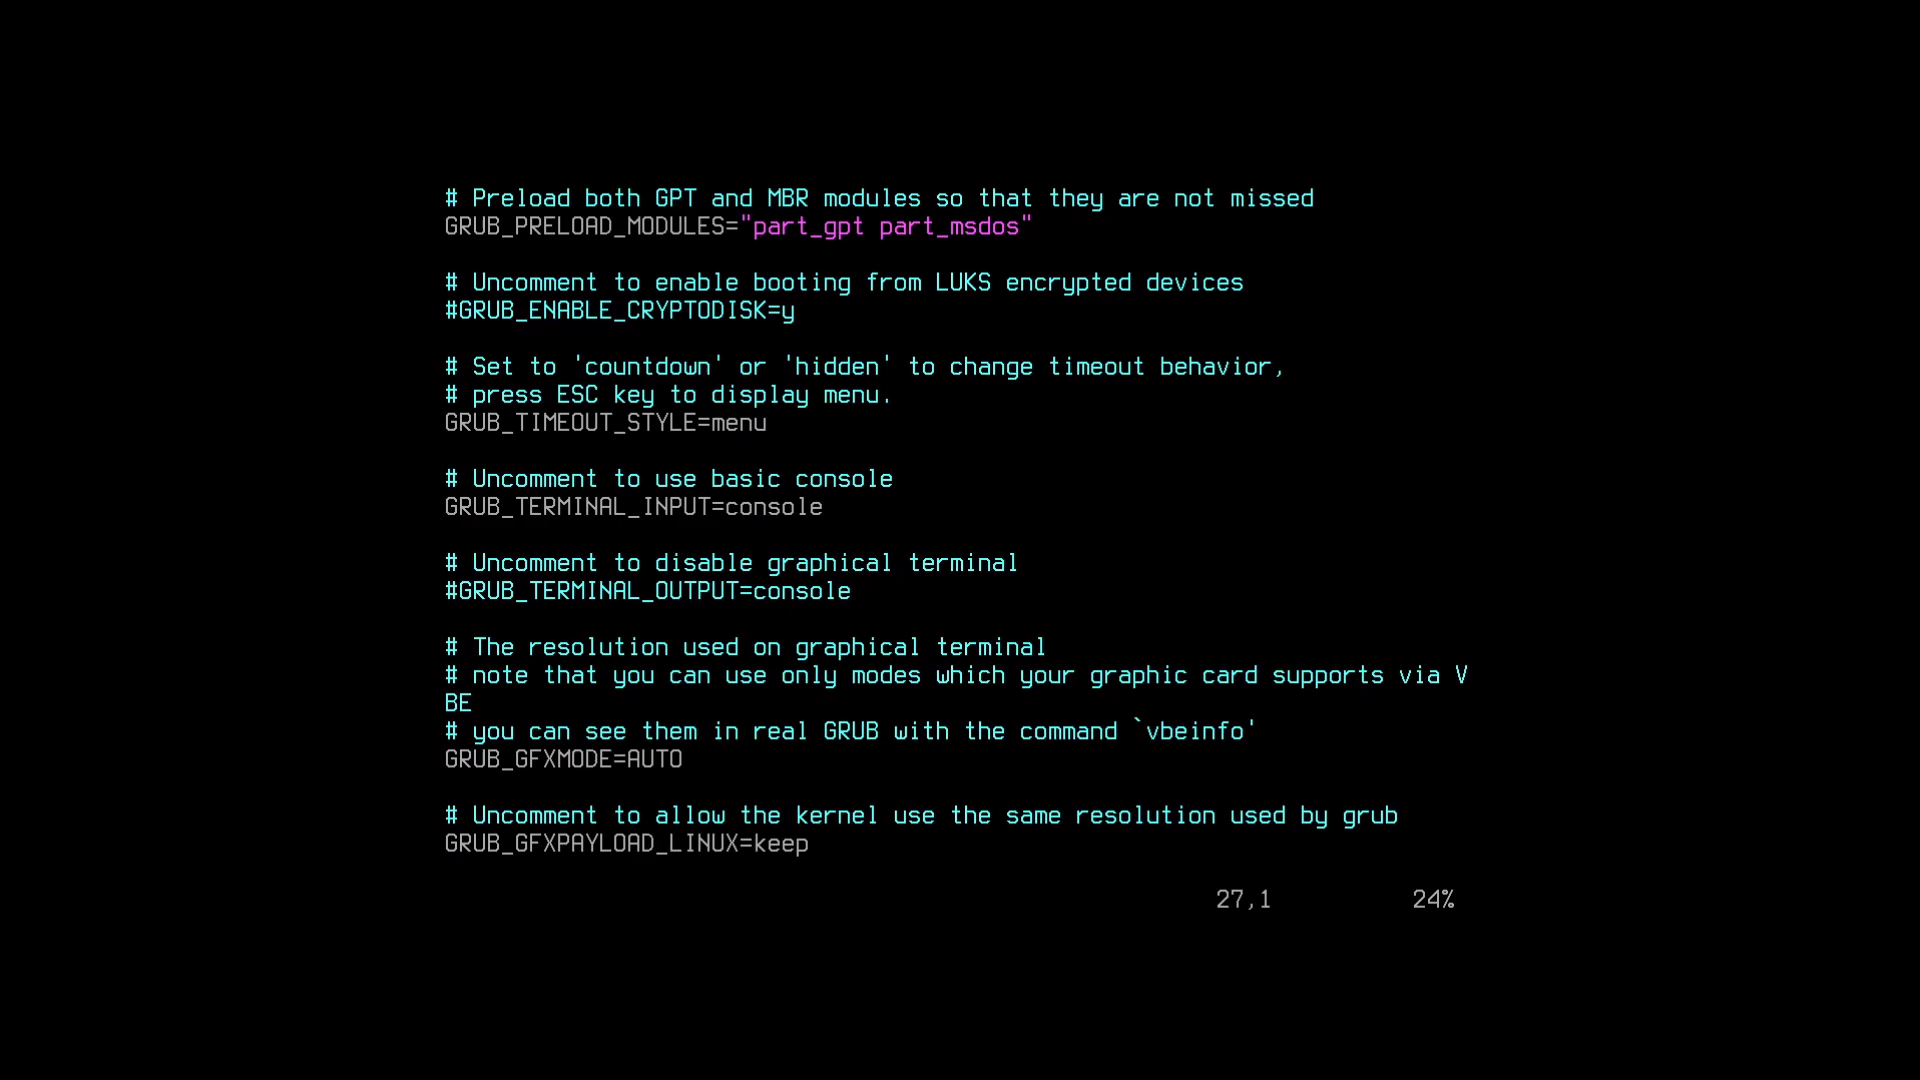 # Preload both GPT and MBR modules so that they are not missed
GRUB_PRELOAD_MODULES="part_gpt part_msdos"
# Uncomment to enable booting from LUKS encrypted devices
#GRUB_ENABLE_CRYPTODISK=y
# Set to 'countdown' or 'hidden' to change timeout behavior,
# press ESC key to display menu.
GRUB_TIMEOUT_STYLE=menu
# Uncomment to use basic console
GRUB_TERMINAL_INPUT=console
# Uncomment to disable graphical terminal
#GRUB_TERMINAL_OUTPUT=console
# The resolution used on graphical terminal
# note that you can use only modes which your graphic card supports via V
BE
# you can see them in real GRUB with the command `vbeinfo'
GRUB_GFXMODE=AUTO
# Uncomment to allow the kernel use the same resolution used by grub
GRUB_GFXPAYLOAD_LINUX=keep
27,1 24%